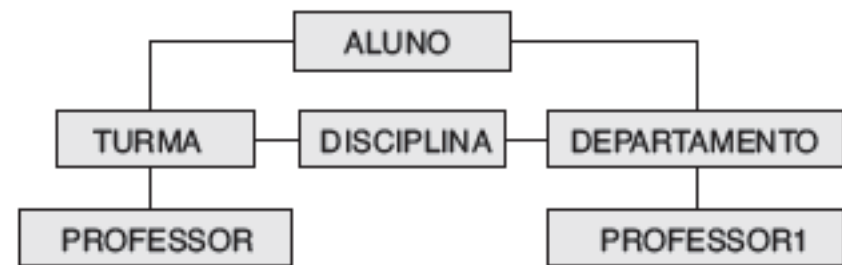 ALUNO
TURMA
DISCIPLINA
DEPARTAMENTO
PROFESSOR
PROFESSOR1